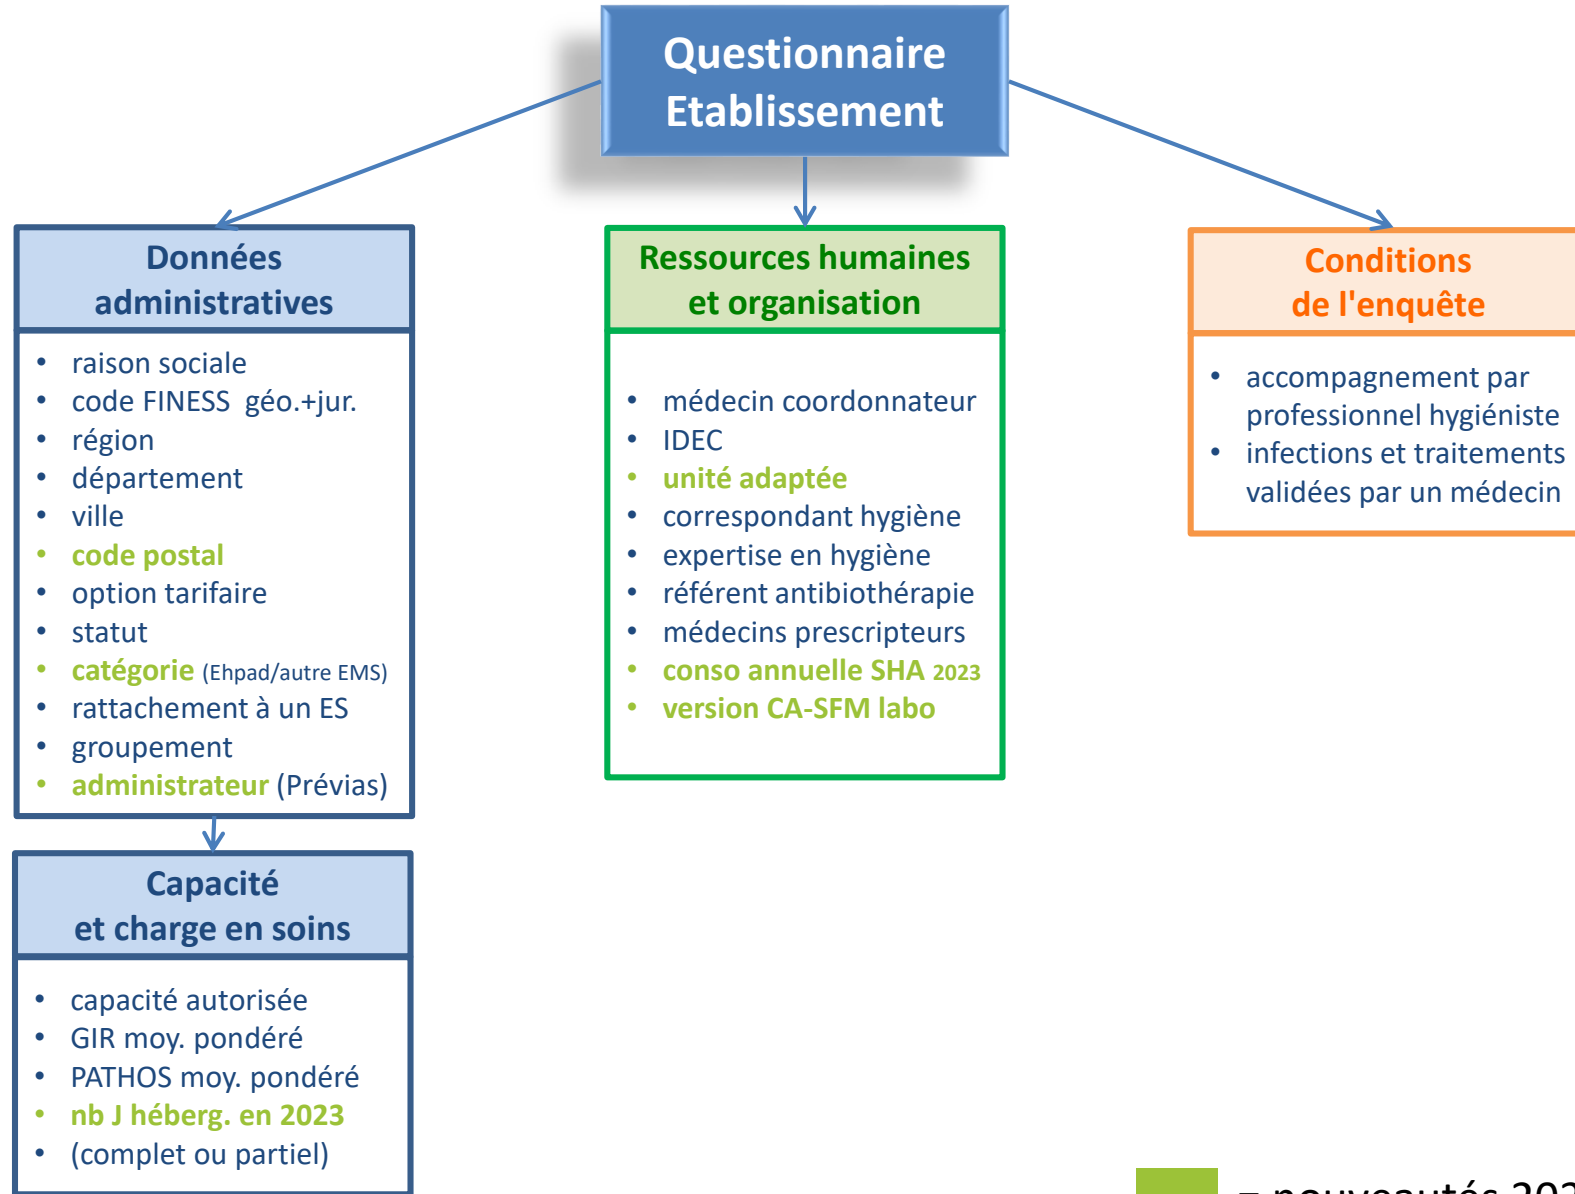 Questionnaire
Etablissement
Données
administratives
• raison sociale
• code FINESS géo.+jur.
• région
• département
• ville
• code postal
• option tarifaire
• statut
• catégorie (Ehpad/autre EMS)
• rattachement à un ES
• groupement
• administrateur (Prévias)
Capacité
et charge en soins
• capacité autorisée
• GIR moy. pondéré
• PATHOS moy. pondéré
• nb J héberg. en 2023
• (complet ou partiel)
Ressources humaines
et organisation
• médecin coordonnateur
• IDEC
• unité adaptée
• correspondant hygiène
• expertise en hygiène
• référent antibiothérapie
• médecins prescripteurs
• conso annuelle SHA 2023
• version CA-SFM labo
Conditions
de l'enquête
• accompagnement par
professionnel hygiéniste
• infections et traitements
validées par un médecin
= nouveautés